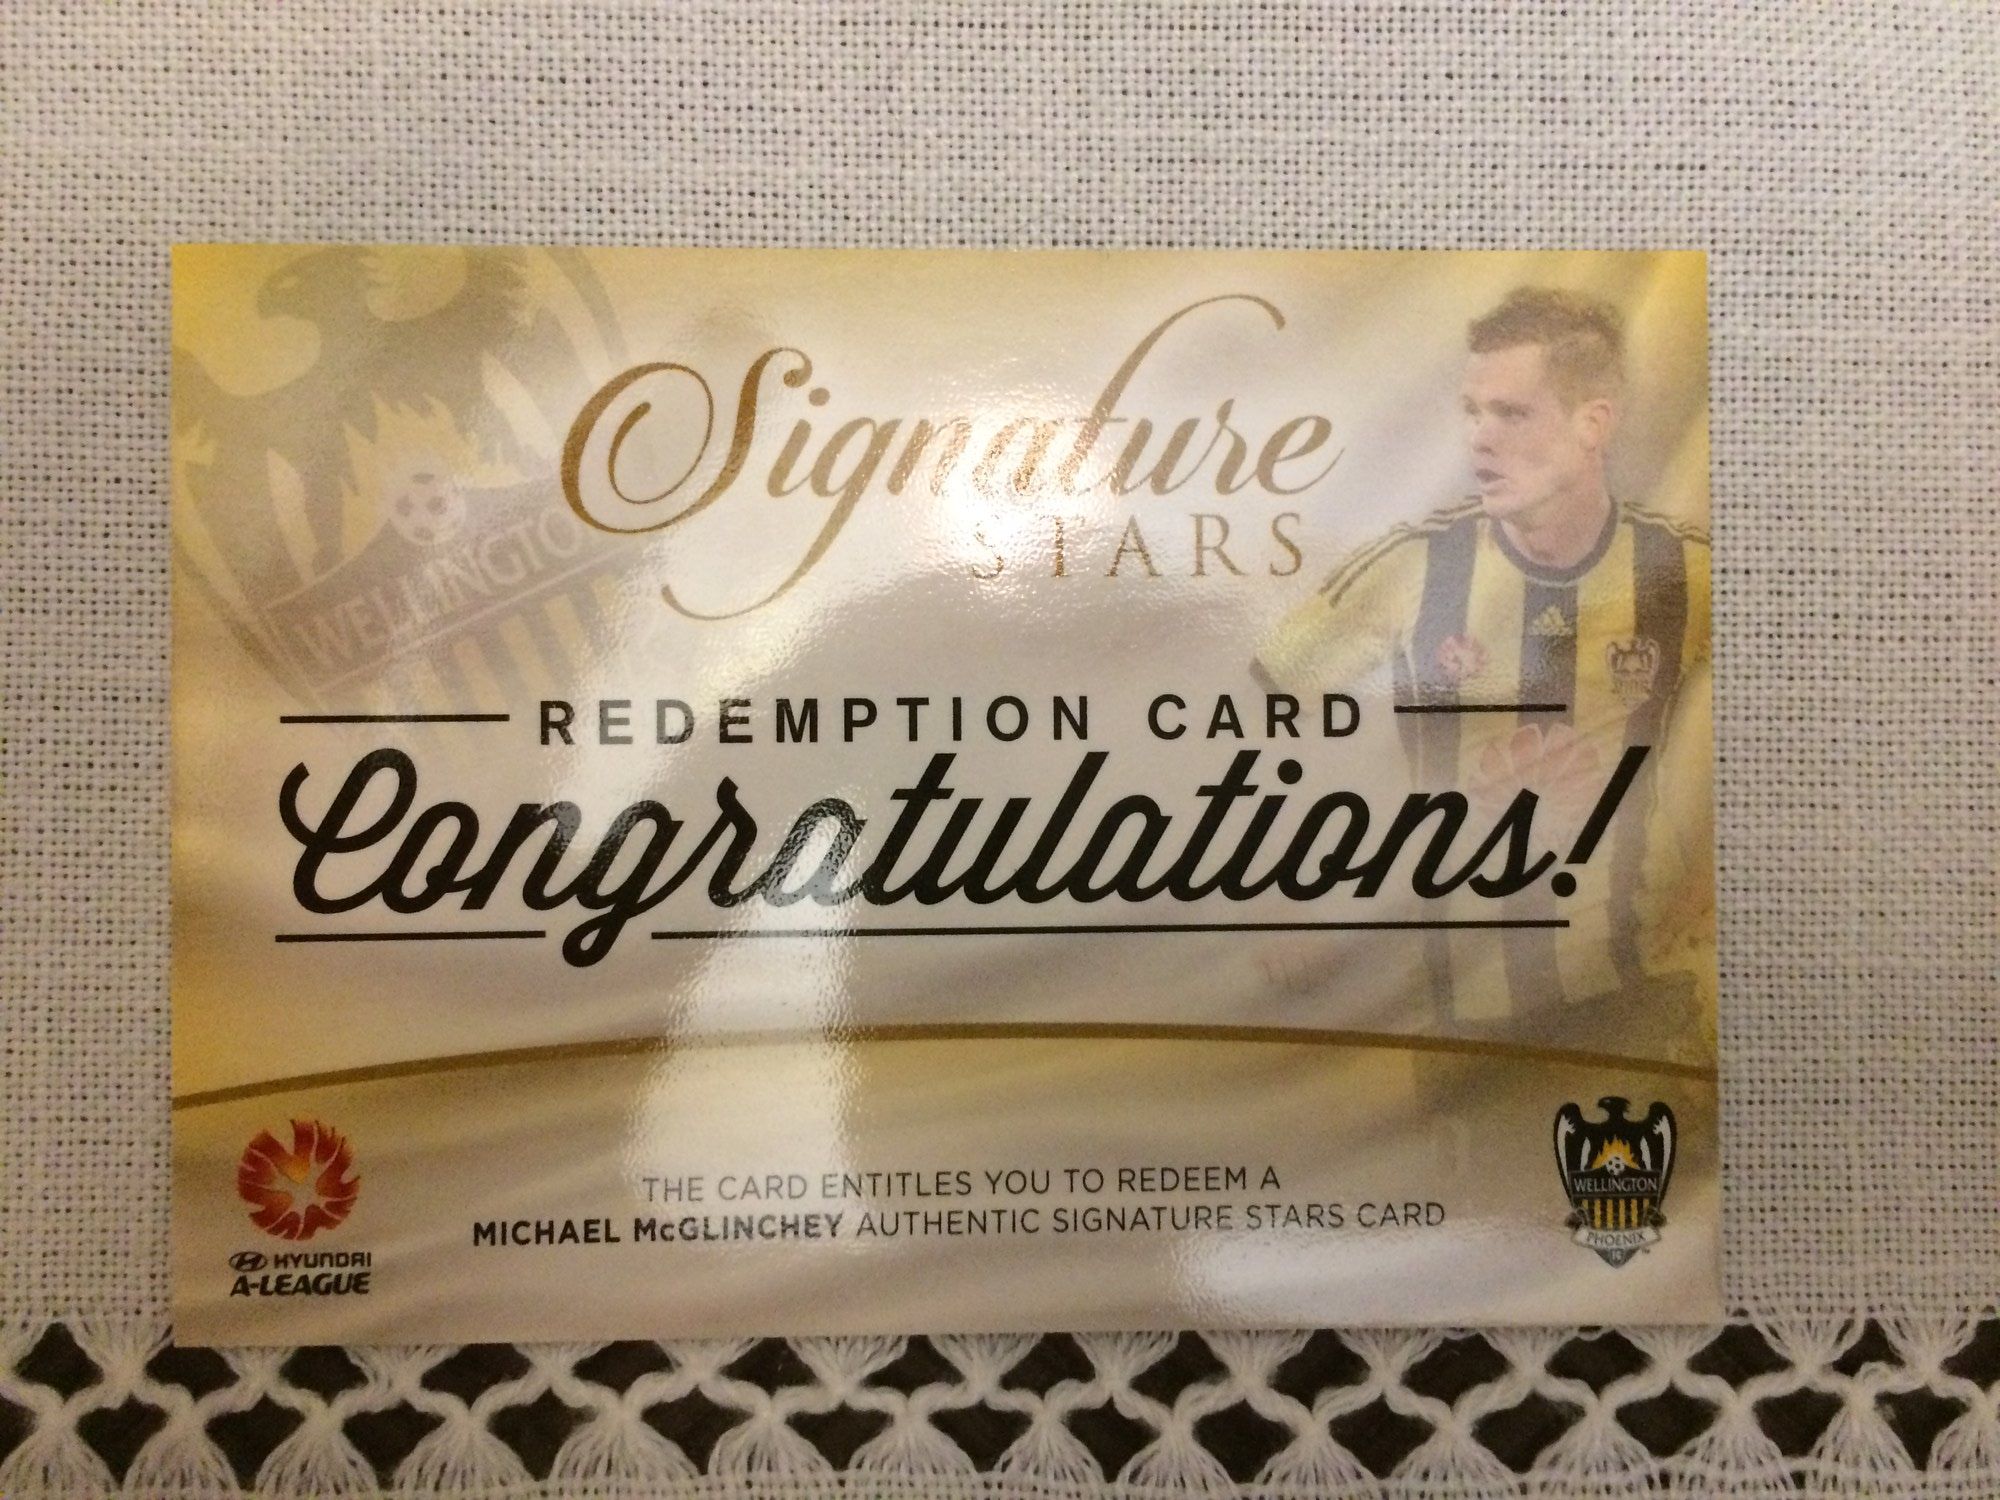 Signature
STARS
WELLINGTON
REDEMPTION CARD
Congratulations!
THE CARD ENTITLES YOU TO REDEEM A
MICHAEL McGLINCHEY AUTHENTIC SIGNATURE STARS CARD
HYUNDAI
A-LEAGUE
WELLINGTON
PHOENIX